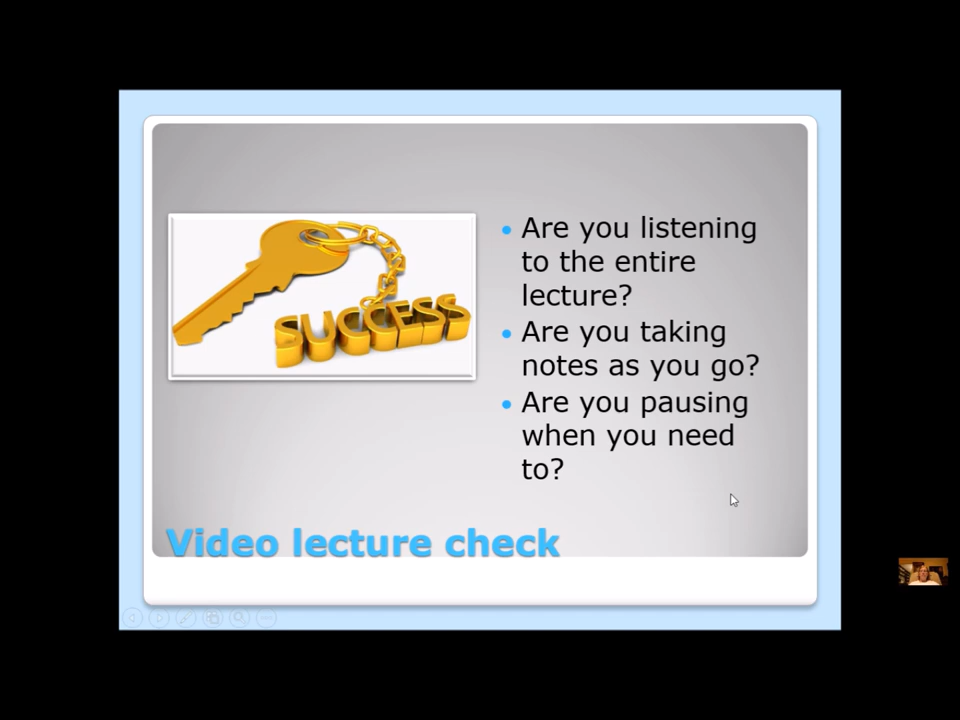 SUCCESS
Are you listening
to the entire
lecture?
Are you taking
notes as you go?
Are you pausing
when you need
to?
Video lecture check